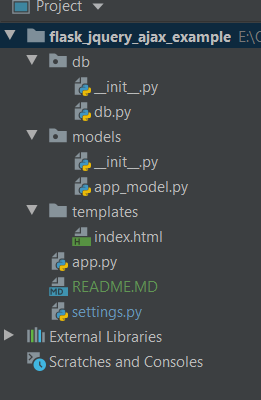 Project
flask_jquery_ajax_example E:\C
db
__init__.py
db.py
models
__init__.py
app_model.py
templates
H
index.html
app.py
MD
README.MD
settings.py
External Libraries
Scratches and Consoles